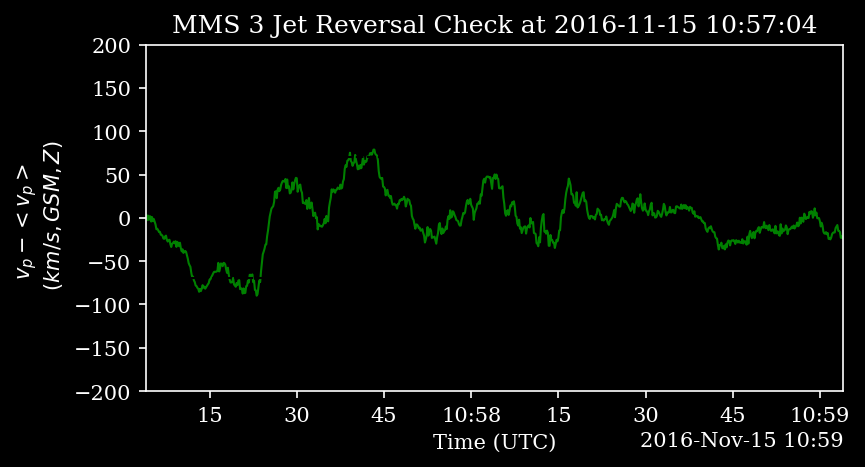 MMS 3 Jet Reversal Check at 2016-11-15 10:57:04
200
150
100
50
0
−50
−100
−150
−200
v_p − < v_p >
(km/s, GSM, Z)
15 30 45 10:58 15 30 45 10:59
Time (UTC)
2016-Nov-15 10:59